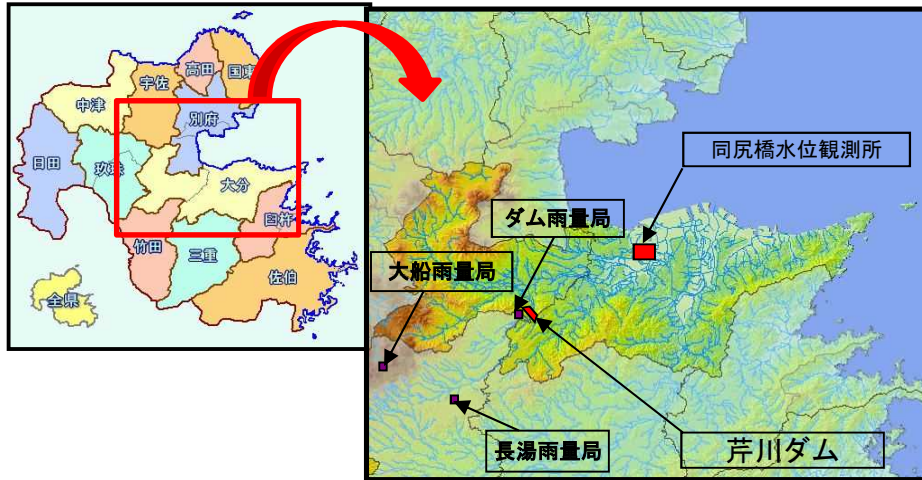 高田
国東
宇佐
中津
別府
日田
玖珠
大分
臼杵
竹田
三重
佐伯
全県
同尻橋水位観測所
ダム雨量局
大船雨量局
長湯雨量局
芹川ダム